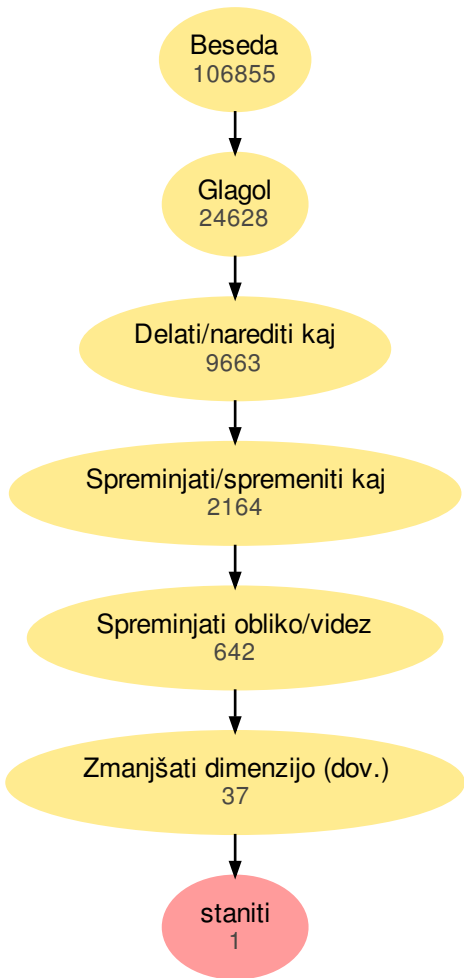 Beseda
106855
Glagol
24628
Delati/narediti kaj
9663
Spreminjati/spremeniti kaj
2164
Spreminjati obliko/videz
642
Zmanjšati dimenzijo (dov.)
37
staniti
1